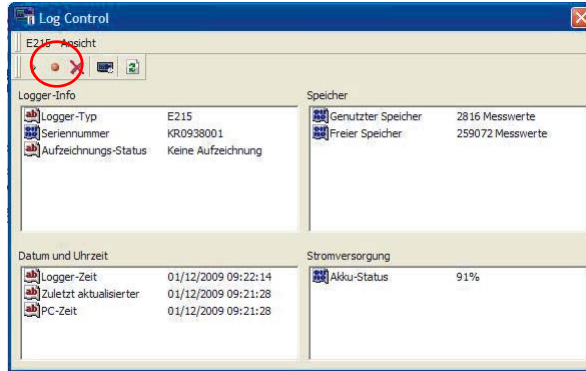 Log Control
E215 Ansicht
Logger-Info
Logger-Typ E215
Seriennummer KR0938001
Aufzeichnungs-Status Keine Aufzeichnung
Speicher
Genutzter Speicher 2816 Messwerte
Freier Speicher 259072 Messwerte
Datum und Uhrzeit
Logger-Zeit 01/12/2009 09:22:14
Zuletzt aktualisierter 01/12/2009 09:21:28
PC-Zeit 01/12/2009 09:21:28
Stromversorgung
Akku-Status 91%